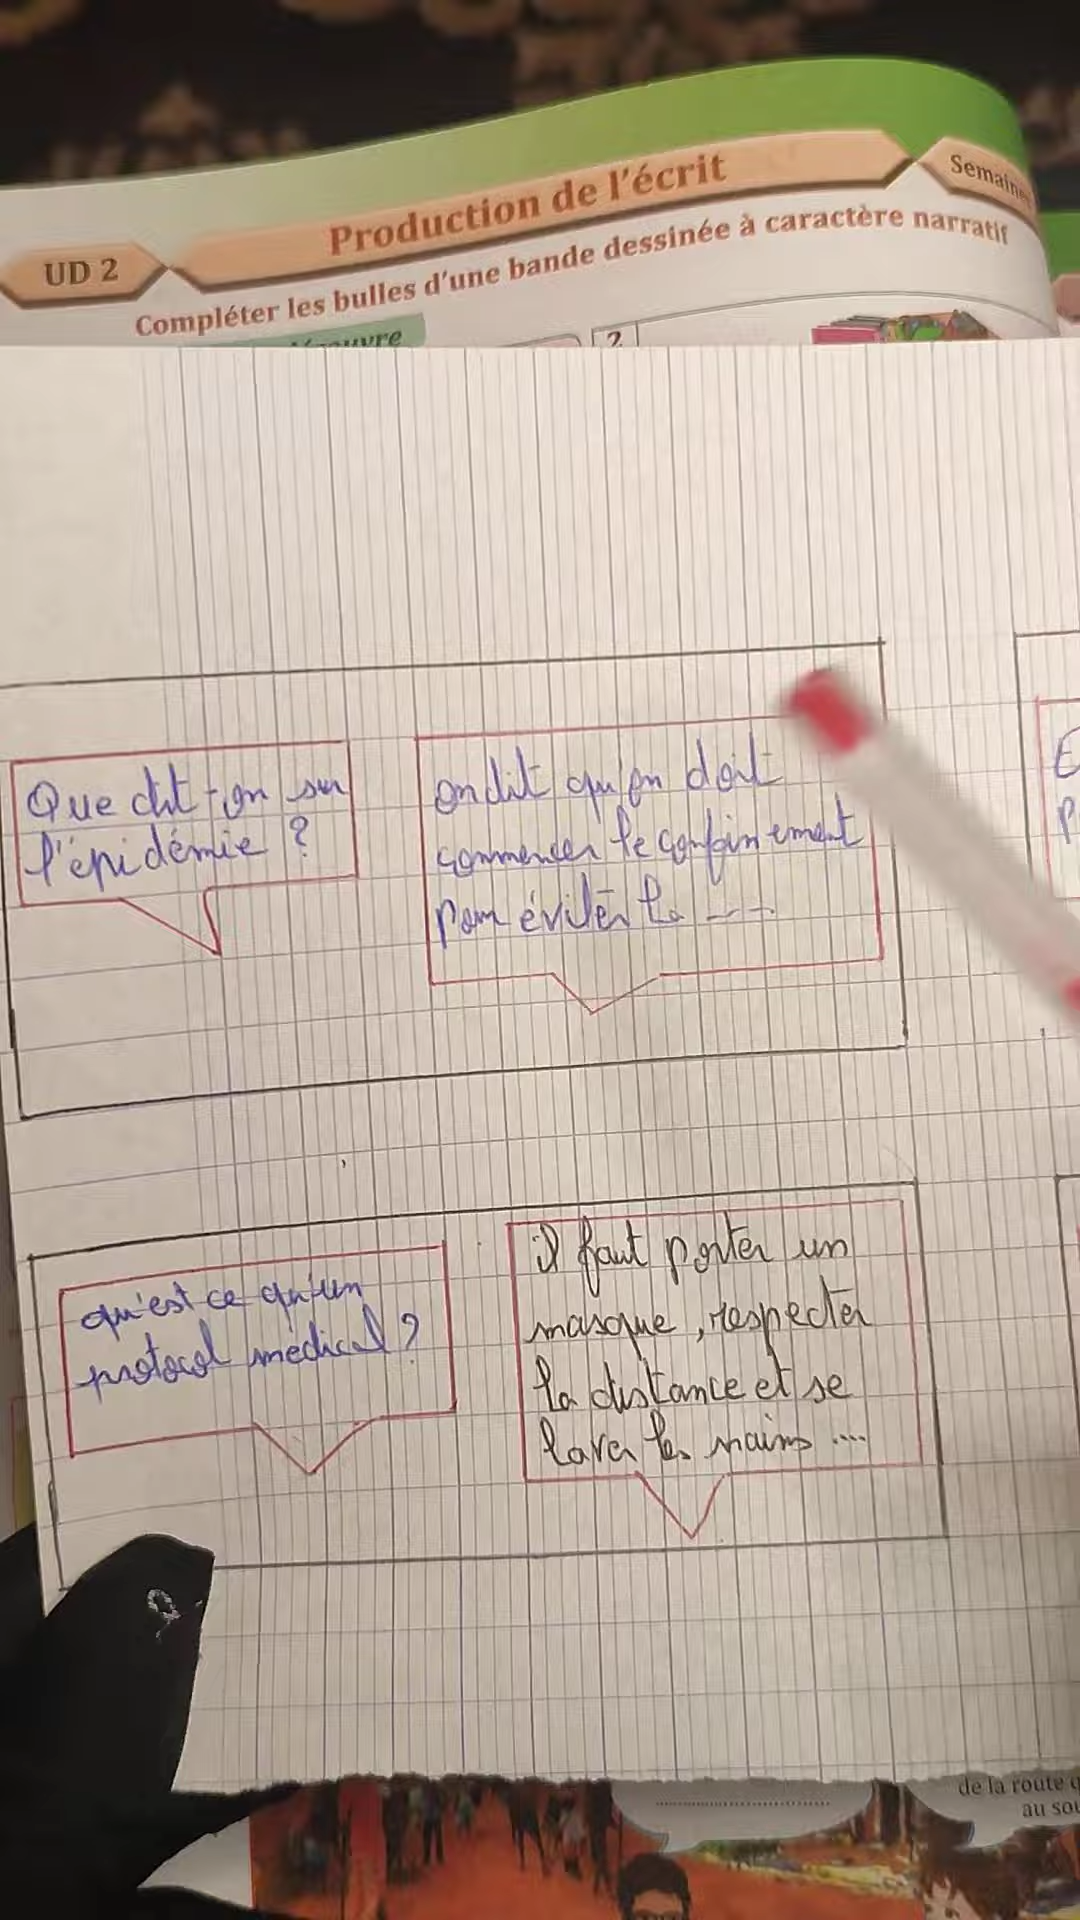 Semaine
Production de l'écrit
UD 2
Compléter les bulles d'une bande dessinée à caractère narratif
2
Que dit-on sur
l'épidémie ?
on dit qu'on doit
commencer le confinement
pour éviter la ---
E
P
qu'est ce qu'un
protocol médical ?
il faut porter un
masque, respecter
la distance et se
laver les mains ....
de la route
au sou